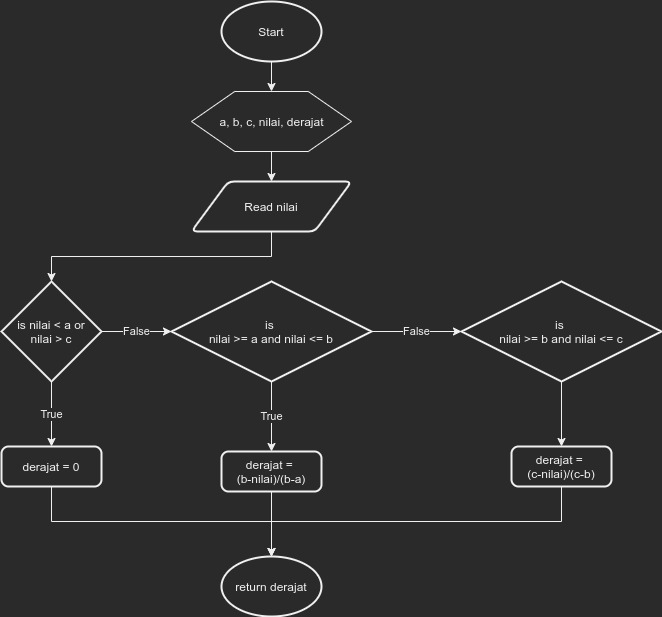 Start
a, b, c, nilai, derajat
Read nilai
is nilai < a or
nilai > c
False
is
nilai >= a and nilai <= b
False
is
nilai >= b and nilai <= c
True
True
derajat = 0
derajat =
(b-nilai)/(b-a)
derajat =
(c-nilai)/(c-b)
return derajat